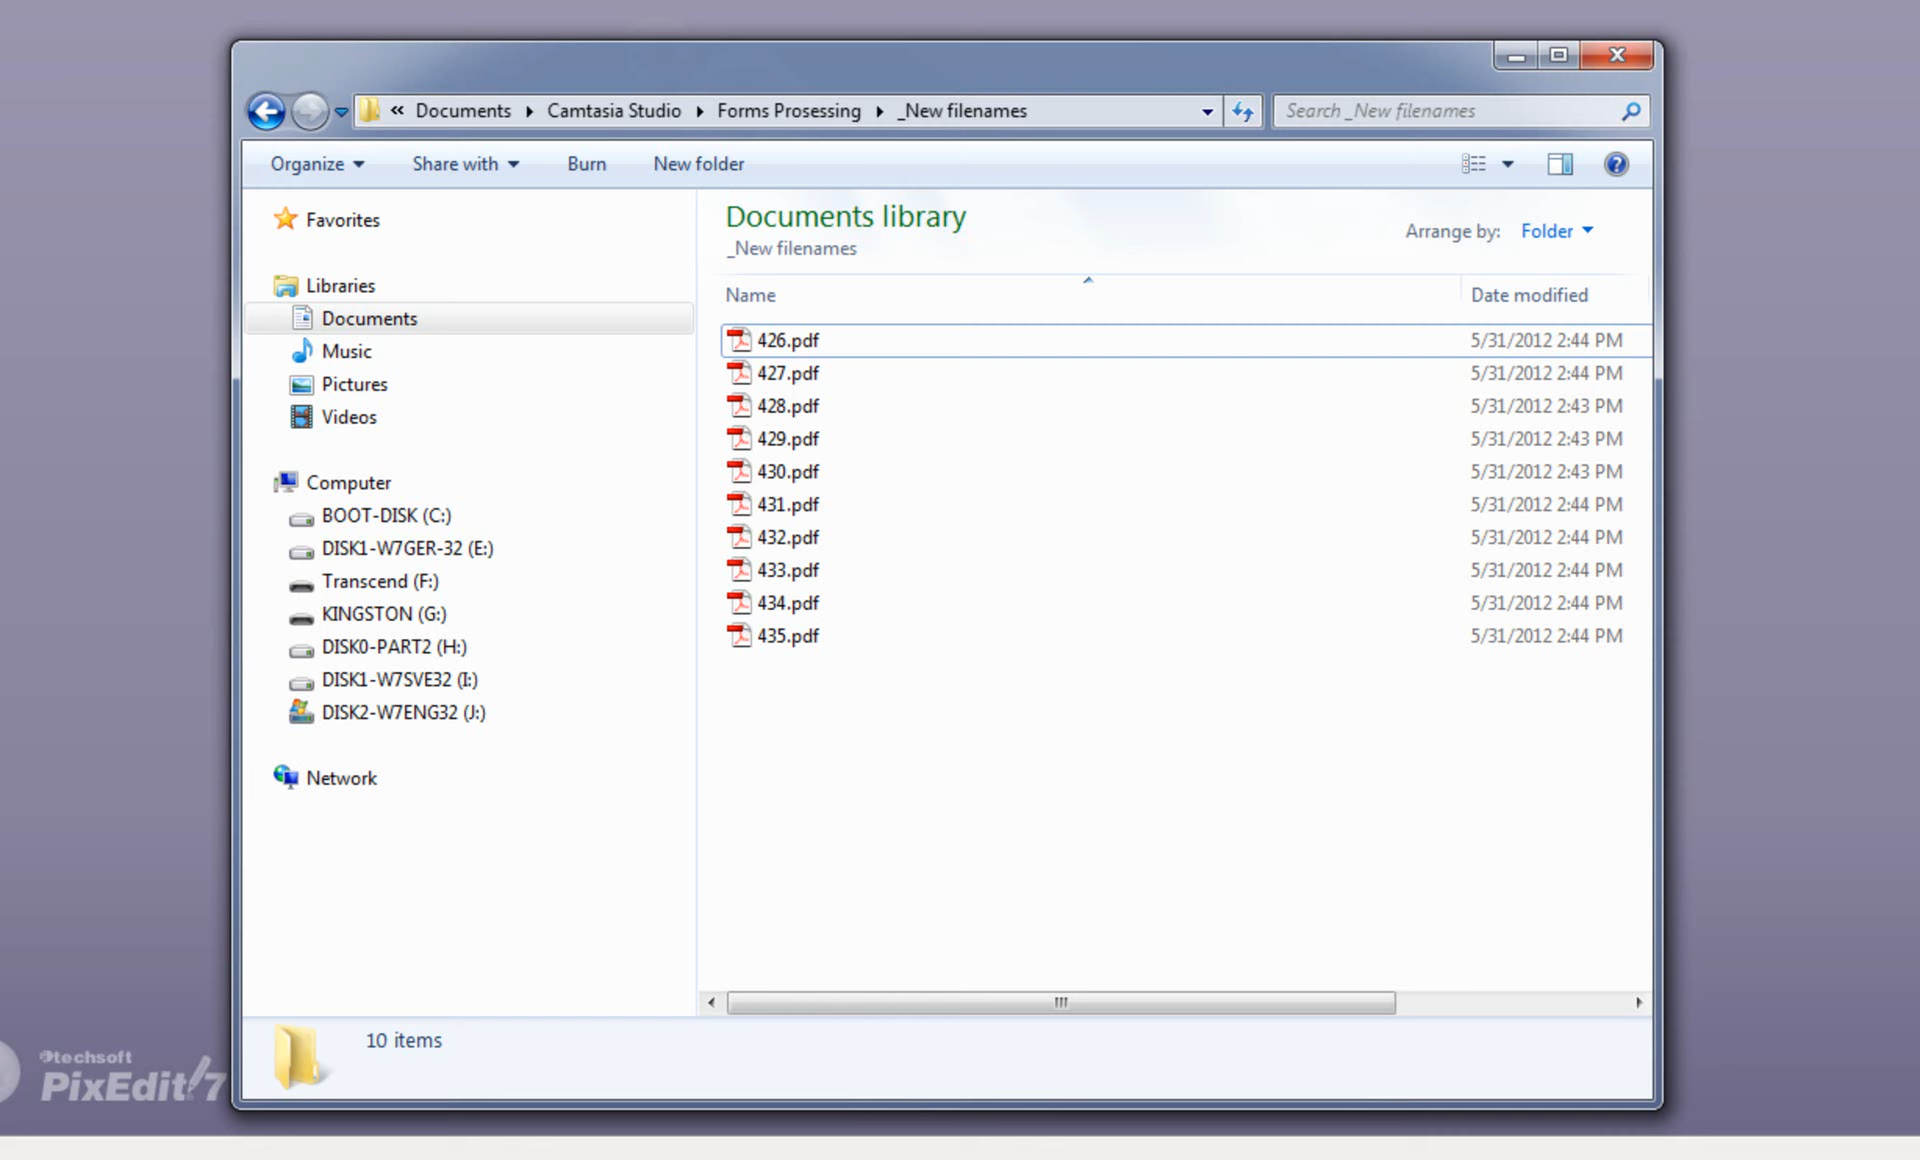 « Documents Camtasia Studio Forms Prosessing _New filenames
Search _New filenames
Organize Share with Burn New folder
Favorites
Libraries
Documents
Music
Pictures
Videos
Computer
BOOT-DISK (C:)
DISK1-W7GER-32 (E:)
Transcend (F:)
KINGSTON (G:)
DISK0-PART2 (H:)
DISK1-W7SVE32 (I:)
DISK2-W7ENG32 (J:)
Network
Documents library
_New filenames
Arrange by: Folder
Name Date modified
426.pdf 5/31/2012 2:44 PM
427.pdf 5/31/2012 2:44 PM
428.pdf 5/31/2012 2:43 PM
429.pdf 5/31/2012 2:43 PM
430.pdf 5/31/2012 2:43 PM
431.pdf 5/31/2012 2:44 PM
432.pdf 5/31/2012 2:44 PM
433.pdf 5/31/2012 2:44 PM
434.pdf 5/31/2012 2:44 PM
435.pdf 5/31/2012 2:44 PM
10 items
techsoft
PixEdit 7